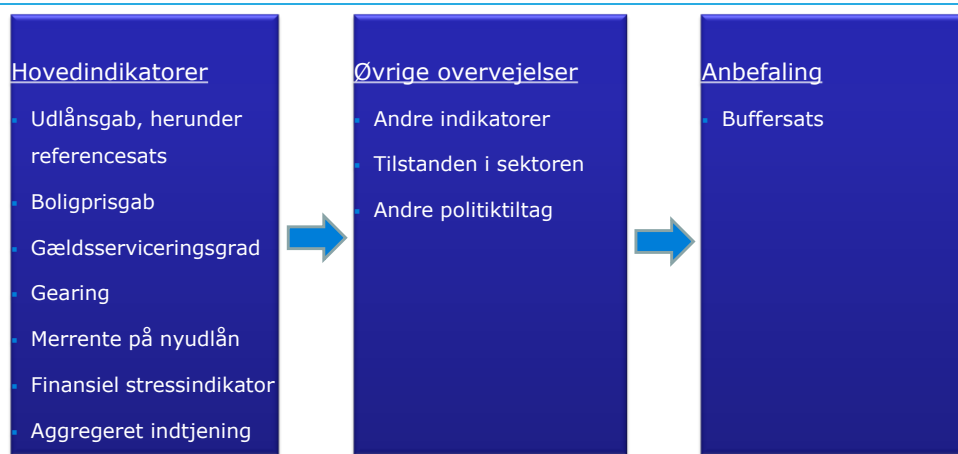 Hovedindikatorer
Udlånsgab, herunder
referencesats
Boligprisgab
Gældsserviceringsgrad
Gearing
Merrente på nyudlån
Finansiel stressindikator
Aggregeret indtjening
Øvrige overvejelser
Andre indikatorer
Tilstanden i sektoren
Andre politiktiltag
Anbefaling
Buffersats